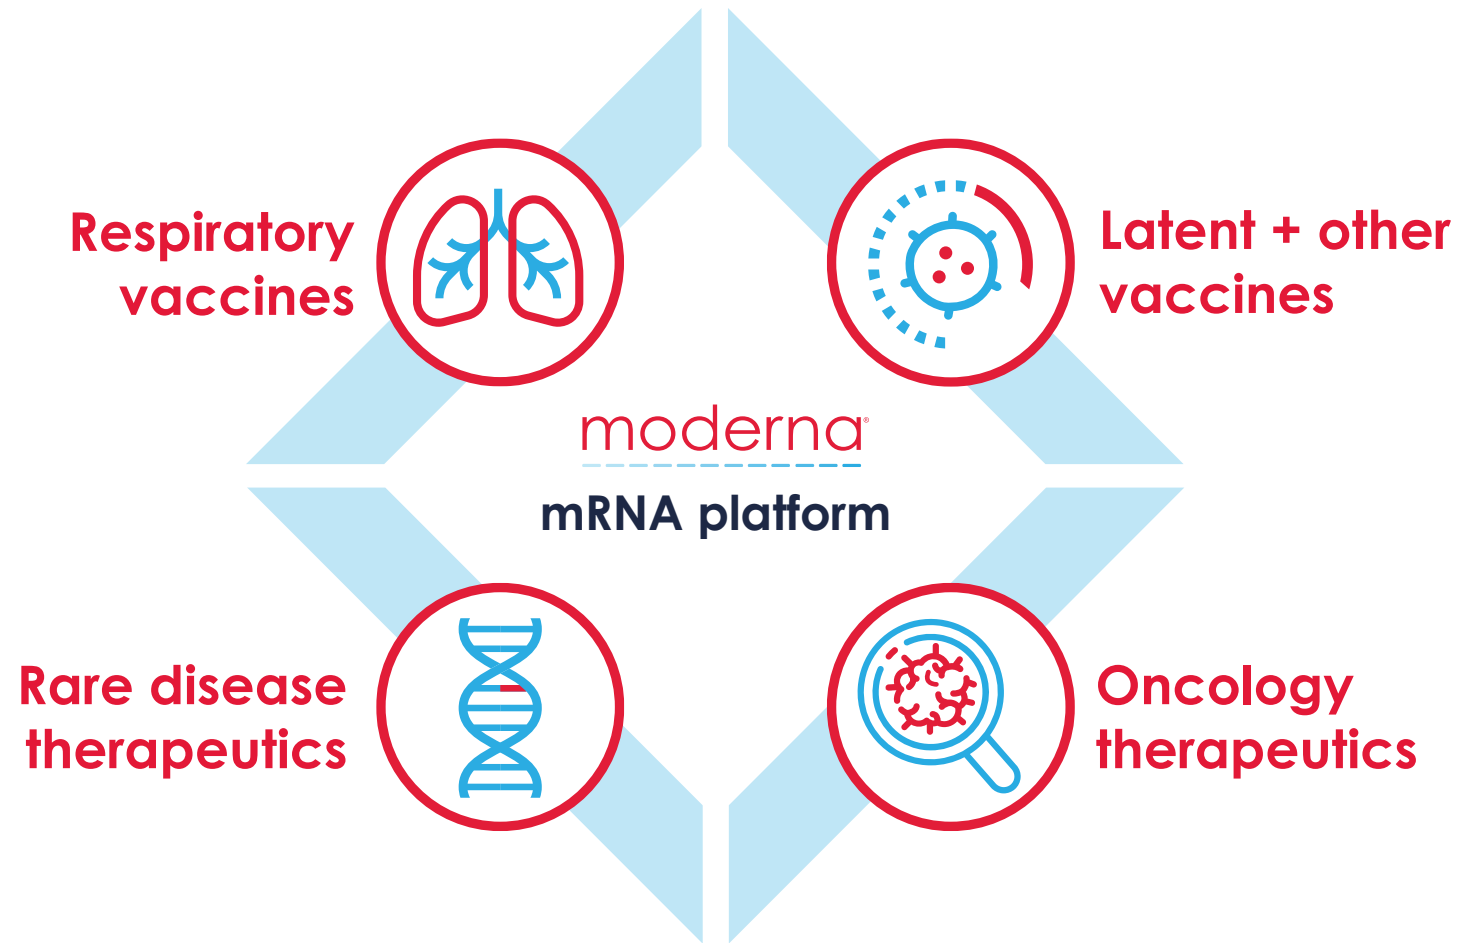 Respiratory
vaccines
Latent + other
vaccines
moderna®
mRNA platform
Rare disease
therapeutics
Oncology
therapeutics